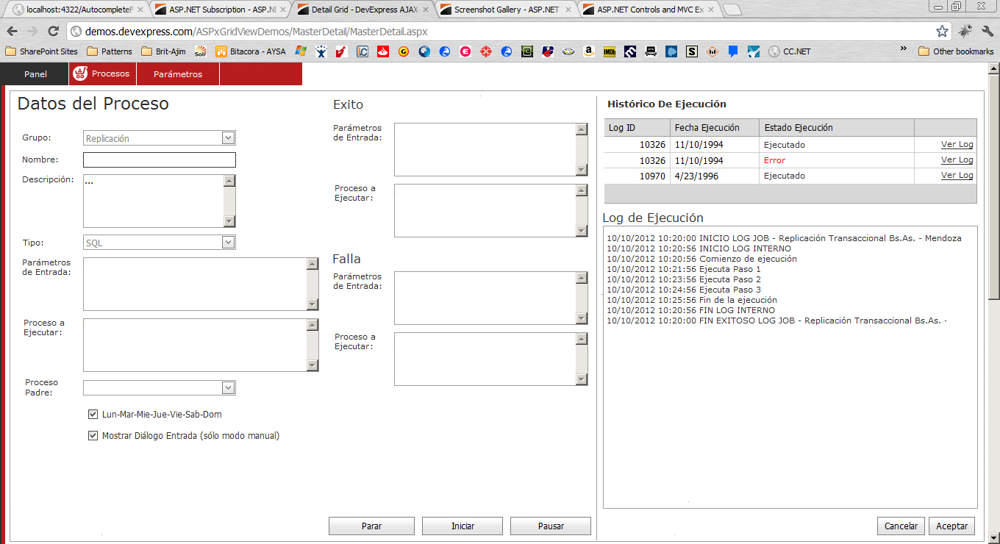 localhost:4322/AutocompleteF
ASP.NET Subscription - ASP.NE
Detail Grid - DevExpress AJAX
Screenshot Gallery - ASP.NET
ASP.NET Controls and MVC Ex
demos.devexpress.com/ASPxGridViewDemos/MasterDetail/MasterDetail.aspx
SharePoint Sites
Patterns
Brit-Ajim
Solr
Bitacora - AYSA
CC.NET
Other bookmarks
Panel
Procesos
Parámetros
Datos del Proceso
Grupo:
Replicación
Nombre:
Descripción:
...
Tipo:
SQL
Parámetros
de Entrada:
Proceso a
Ejecutar:
Proceso
Padre:
Lun-Mar-Mie-Jue-Vie-Sab-Dom
Mostrar Diálogo Entrada (sólo modo manual)
Exito
Parámetros
de Entrada:
Proceso a
Ejecutar:
Falla
Parámetros
de Entrada:
Proceso a
Ejecutar:
Parar
Iniciar
Pausar
Histórico De Ejecución
Log ID Fecha Ejecución Estado Ejecución
10326 11/10/1994 Ejecutado Ver Log
10326 11/10/1994 Error Ver Log
10970 4/23/1996 Ejecutado Ver Log
Log de Ejecución
10/10/2012 10:20:00 INICIO LOG JOB - Replicación Transaccional Bs.As. - Mendoza
10/10/2012 10:20:56 INICIO LOG INTERNO
10/10/2012 10:20:56 Comienzo de ejecución
10/10/2012 10:21:56 Ejecuta Paso 1
10/10/2012 10:23:56 Ejecuta Paso 2
10/10/2012 10:24:56 Ejecuta Paso 3
10/10/2012 10:25:56 Fin de la ejecución
10/10/2012 10:20:56 FIN LOG INTERNO
10/10/2012 10:20:00 FIN EXITOSO LOG JOB - Replicación Transaccional Bs.As. -
Cancelar
Aceptar